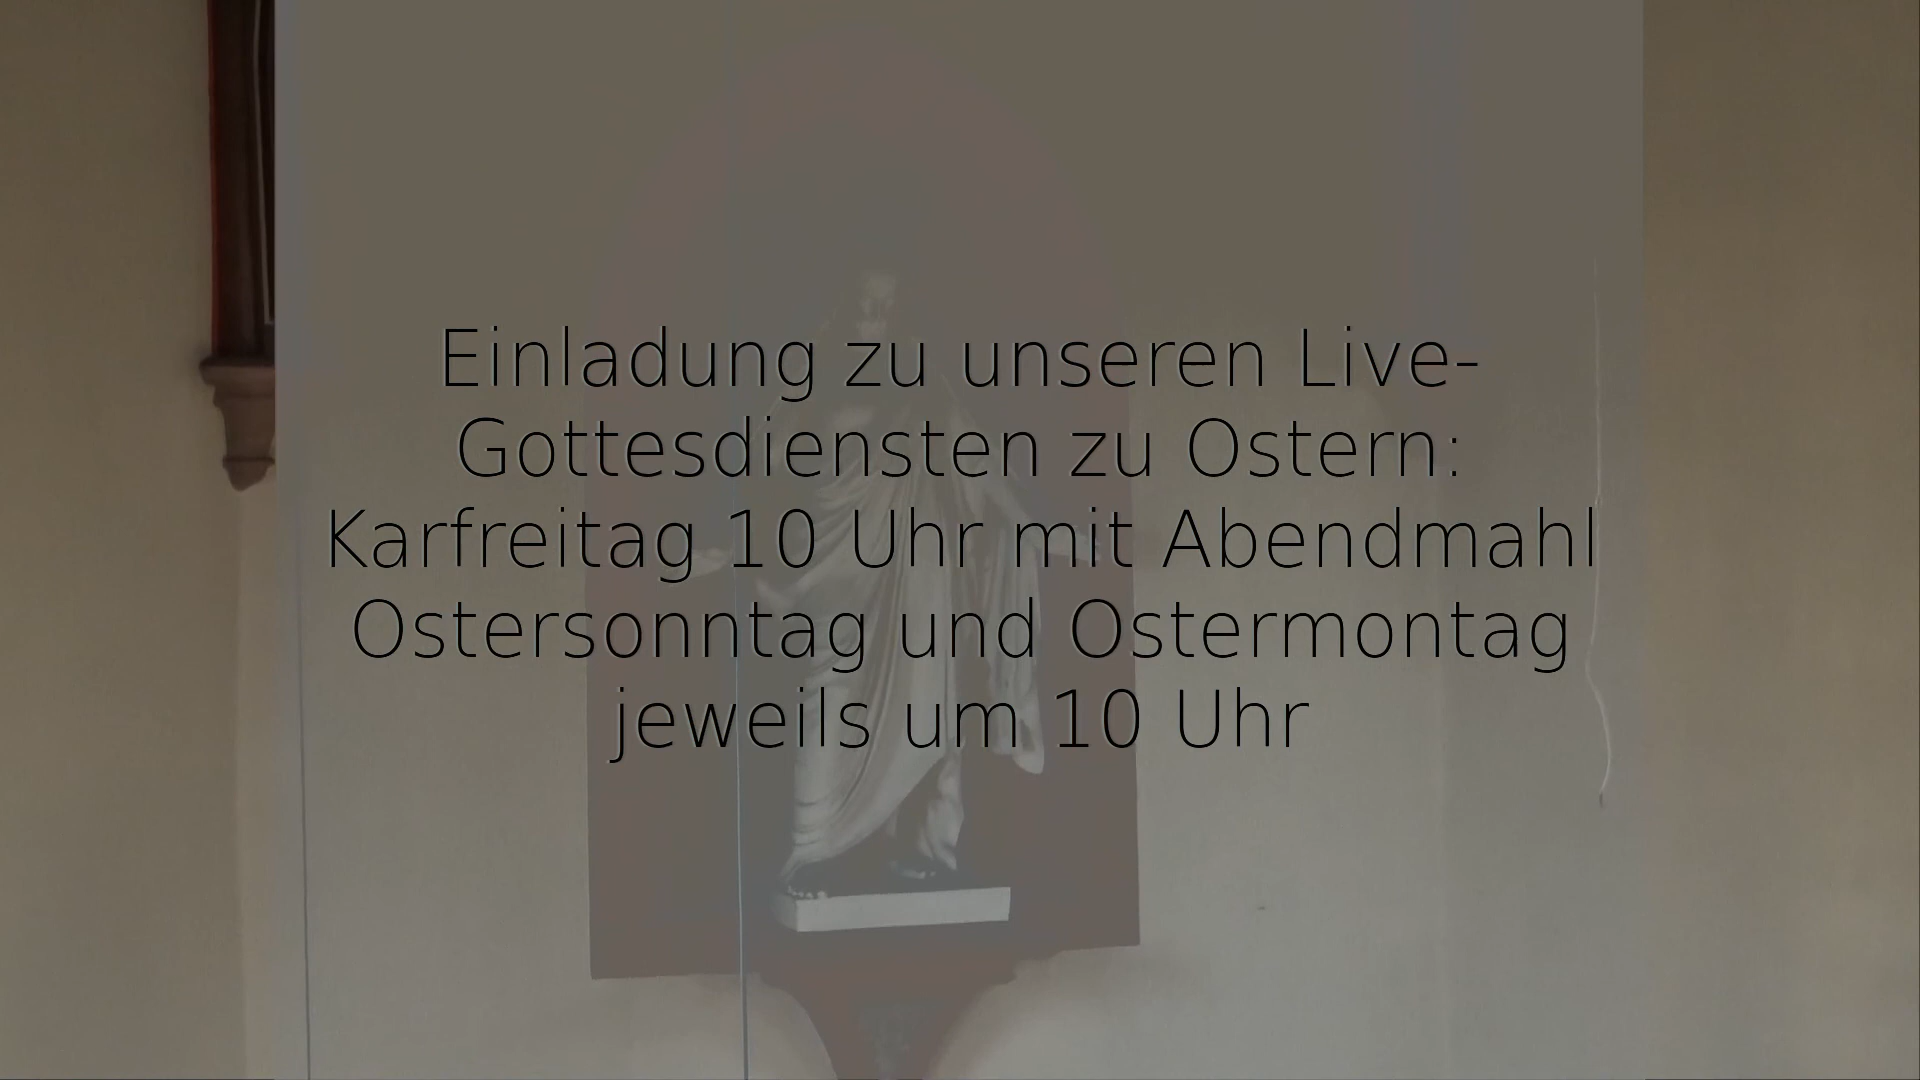 Einladung zu unseren Live-
Gottesdiensten zu Ostern:
Karfreitag 10 Uhr mit Abendmahl
Ostersonntag und Ostermontag
jeweils um 10 Uhr